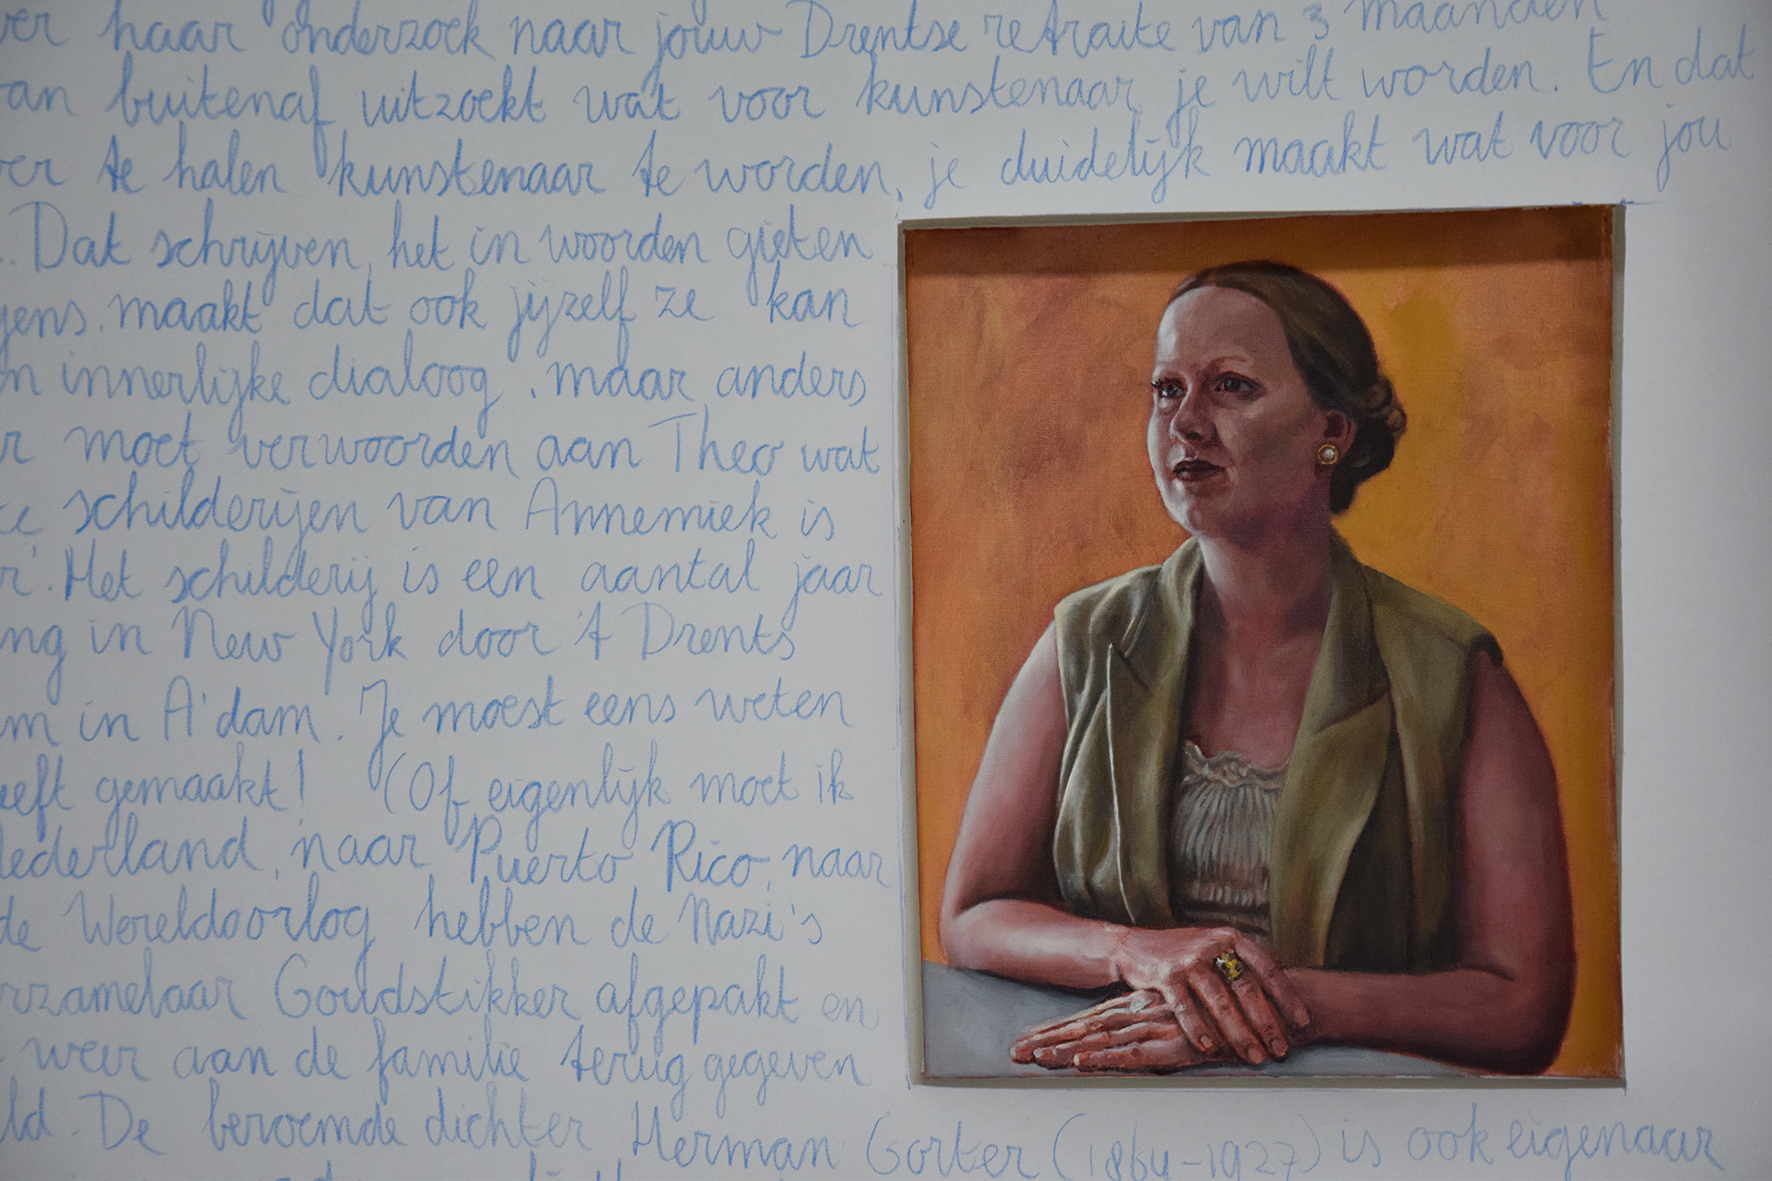 ver haar onderzoek naar jouw Drentse retraite van 3 maanden
an buitenaf uitzoekt wat voor kunstenaar je wilt worden. En dat
ver te halen kunstenaar te worden, je duidelijk maakt wat voor jou
. Dat schrijven, het in woorden gieten
gens, maakt dat ook jijzelf ze kan
n innerlijke dialoog, maar anders
r moet verwoorden aan Theo wat
te schilderijen van Annemiek is
r'. Het schilderij is een aantal jaar
ng in New York door 't Drents
m in A'dam. Je moest eens weten
eeft gemaakt! (Of eigenlijk moet ik
Nederland, naar Puerto Rico, naar
de Wereldoorlog hebben de Nazi's
rzamelaar Goudstikker afgepakt en
weer aan de familie teruggegeven
ld. De beroemde dichter Herman Gorter (1864-1927) is ook eigenaar